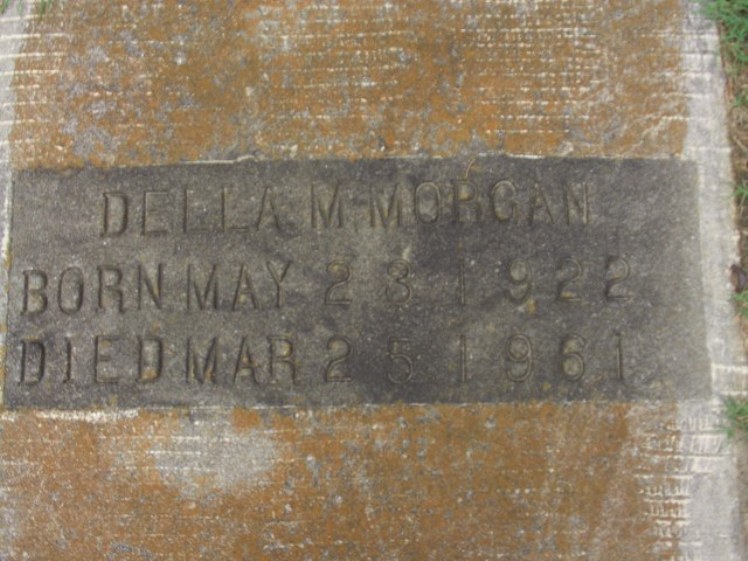 DELLA M MORGAN
BORN MAY 23 1922
DIED MAR 25 1961